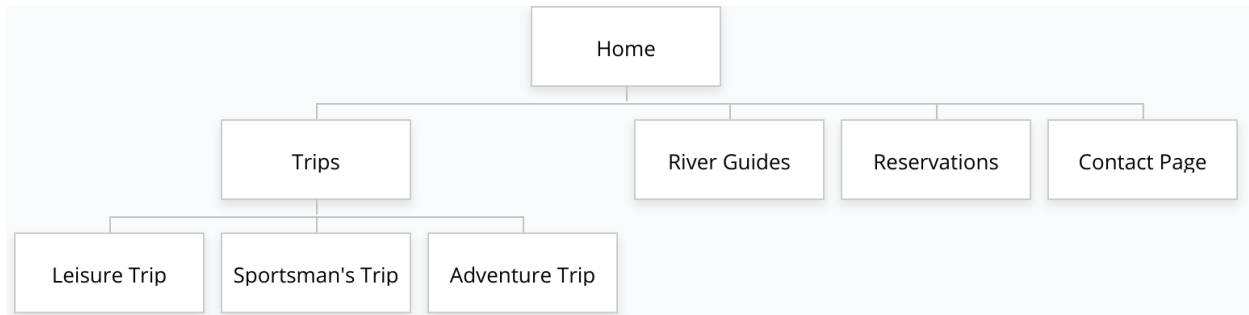 Home
Trips
River Guides
Reservations
Contact Page
Leisure Trip
Sportsman's Trip
Adventure Trip